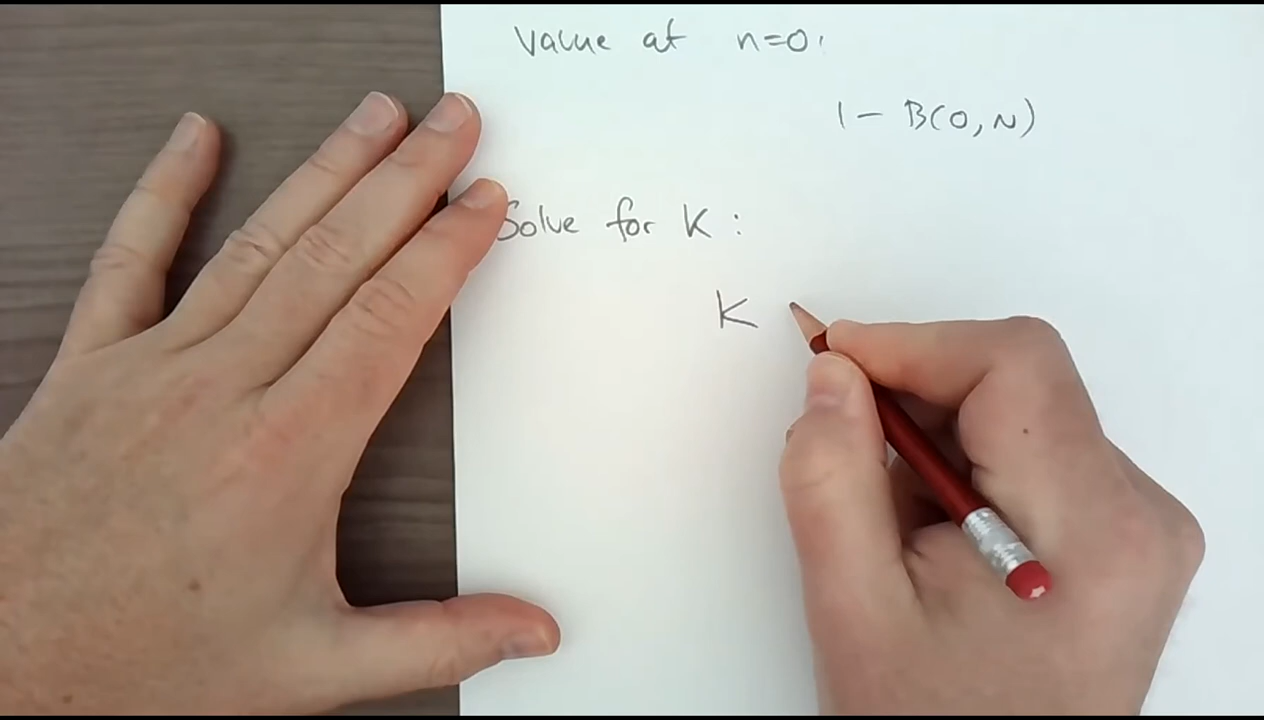 Value at n=0:
1 - B(0,N)
Solve for K:
K